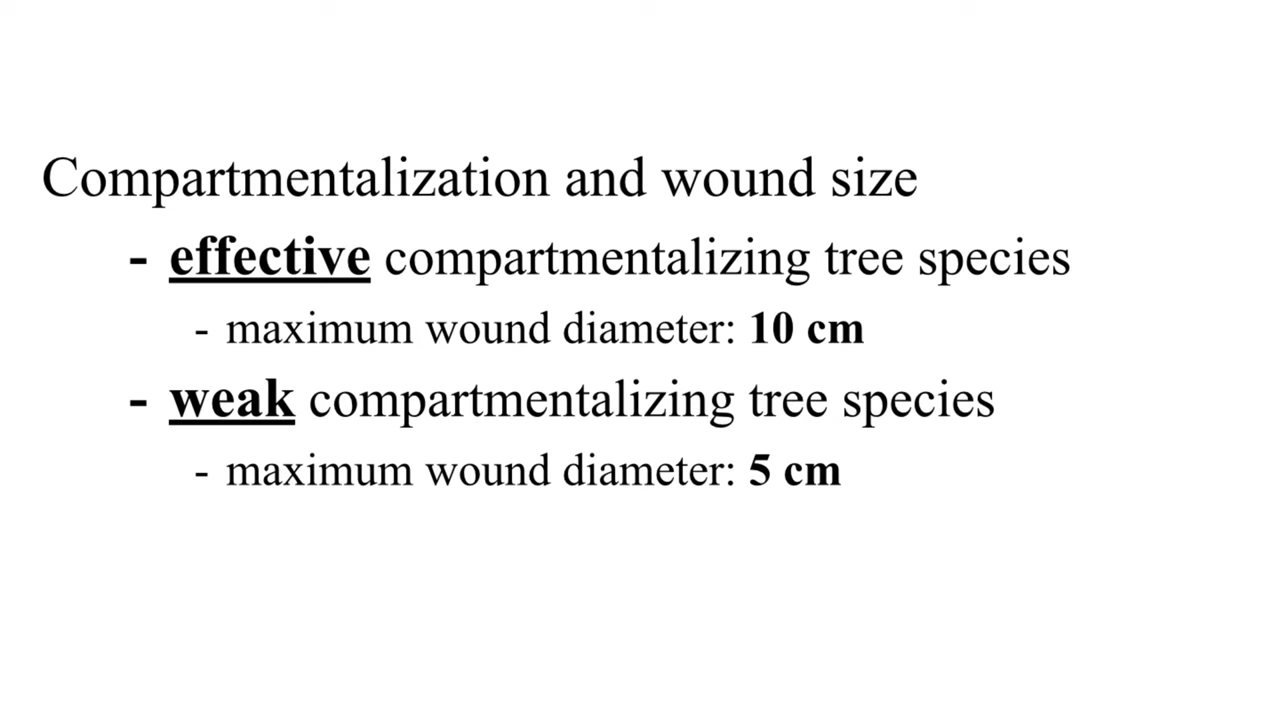 Compartmentalization and wound size
- effective compartmentalizing tree species
- maximum wound diameter: 10 cm
- weak compartmentalizing tree species
- maximum wound diameter: 5 cm